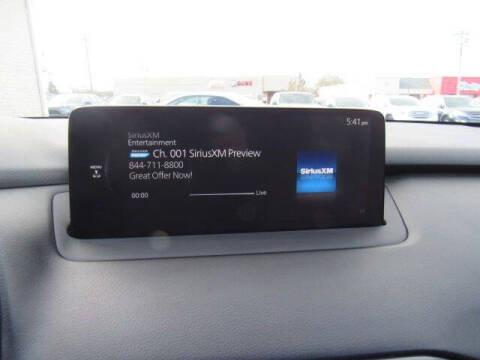 5:41 pm
SiriusXM
Entertainment
Ch. 001 SiriusXM Preview
844-711-8800
Great Offer Now!
00:00
Live
MENU
SiriusXM